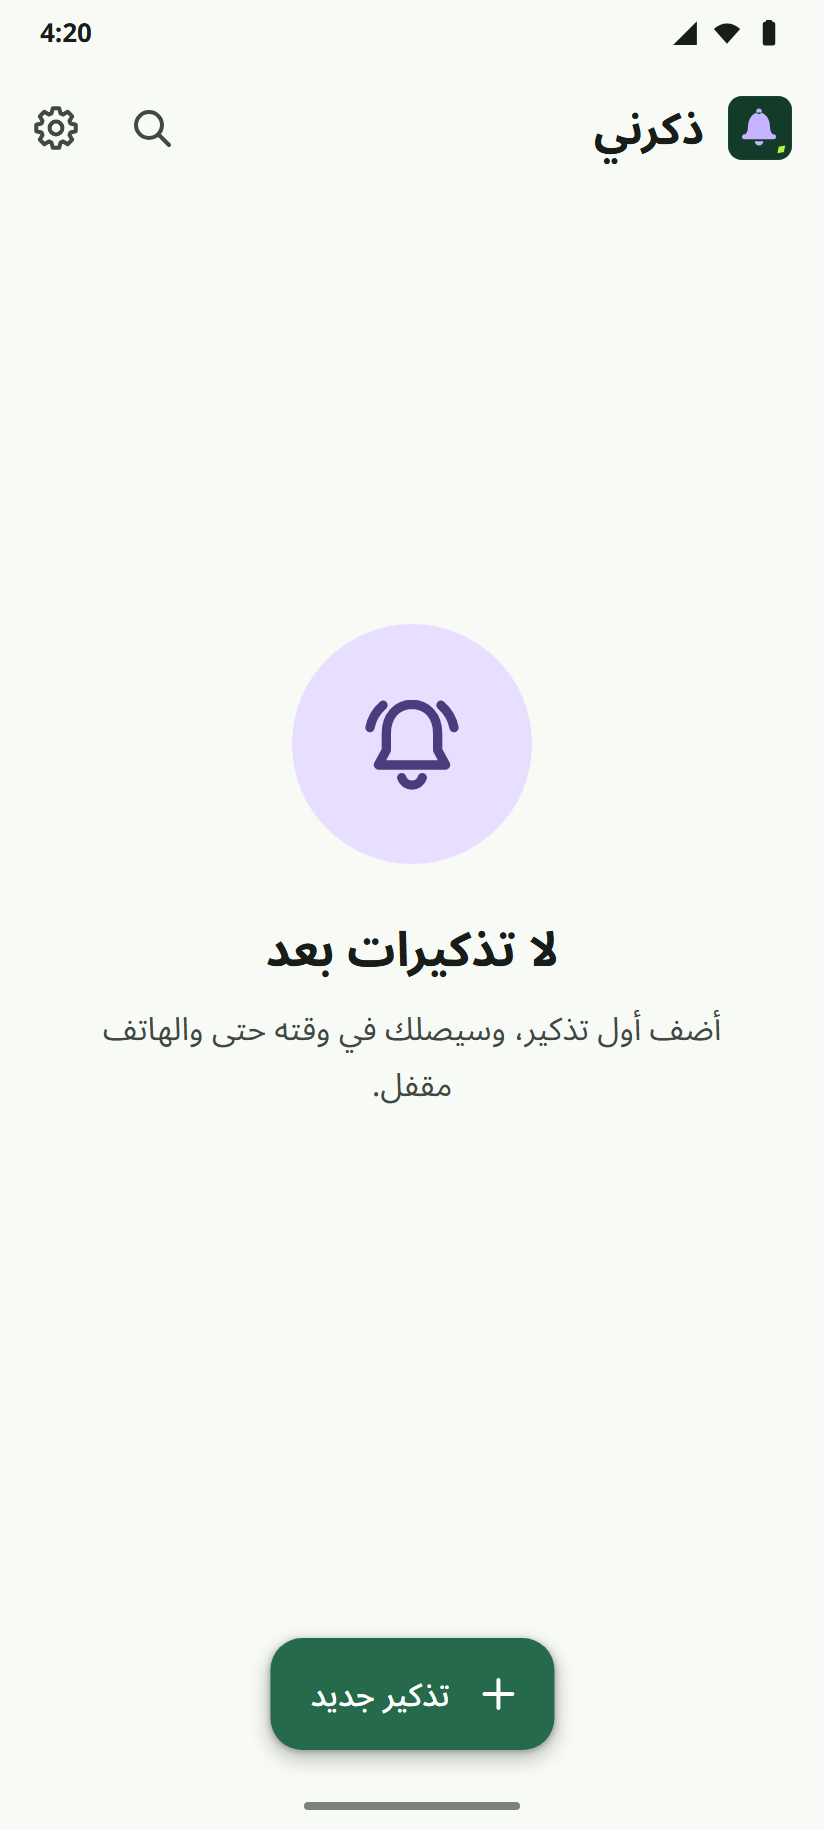 4:20
ذكرني
لا تذكيرات بعد
أضف أول تذكير، وسيصلك في وقته حتى والهاتف
مقفل.
تذكير جديد